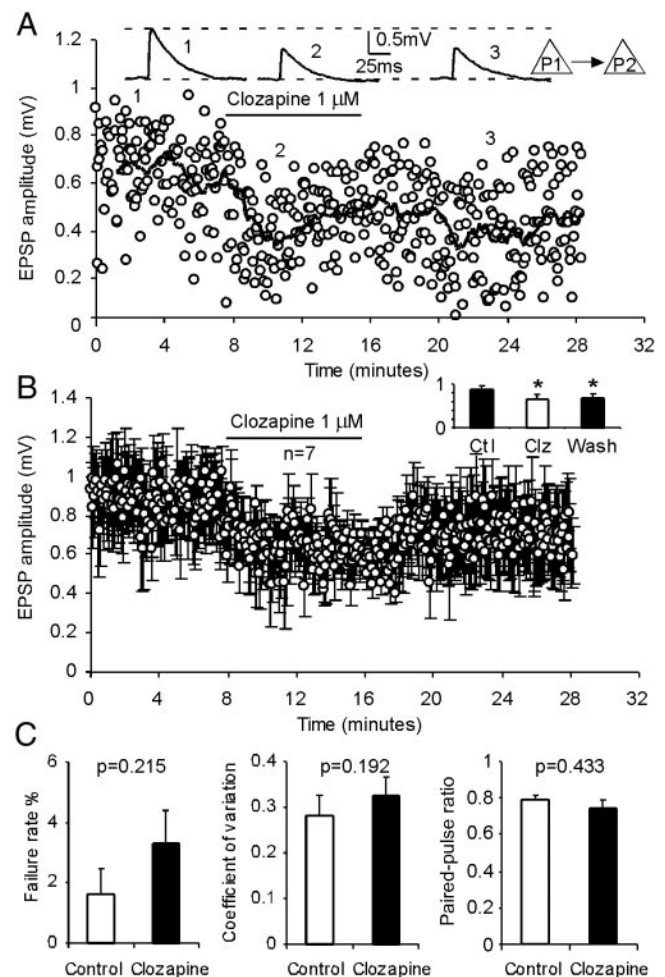 A
1 2 3
0.5mV
25ms
P1 P2
Clozapine 1 µM
1 2 3
EPSP amplitude (mV)
1.2
1
0.8
0.6
0.4
0.2
0
0 4 8 12 16 20 24 28 32
Time (minutes)
B
Clozapine 1 µM
n=7
1
0
* *
Ctl Clz Wash
EPSP amplitude (mV)
1.4
1.2
1
0.8
0.6
0.4
0.2
0
0 4 8 12 16 20 24 28 32
Time (minutes)
C
p=0.215
Failure rate %
6
4
2
0
Control Clozapine
p=0.192
Coefficient of variation
0.4
0.3
0.2
0.1
0
Control Clozapine
p=0.433
Paired-pulse ratio
1
0.8
0.6
0.4
0.2
0
Control Clozapine